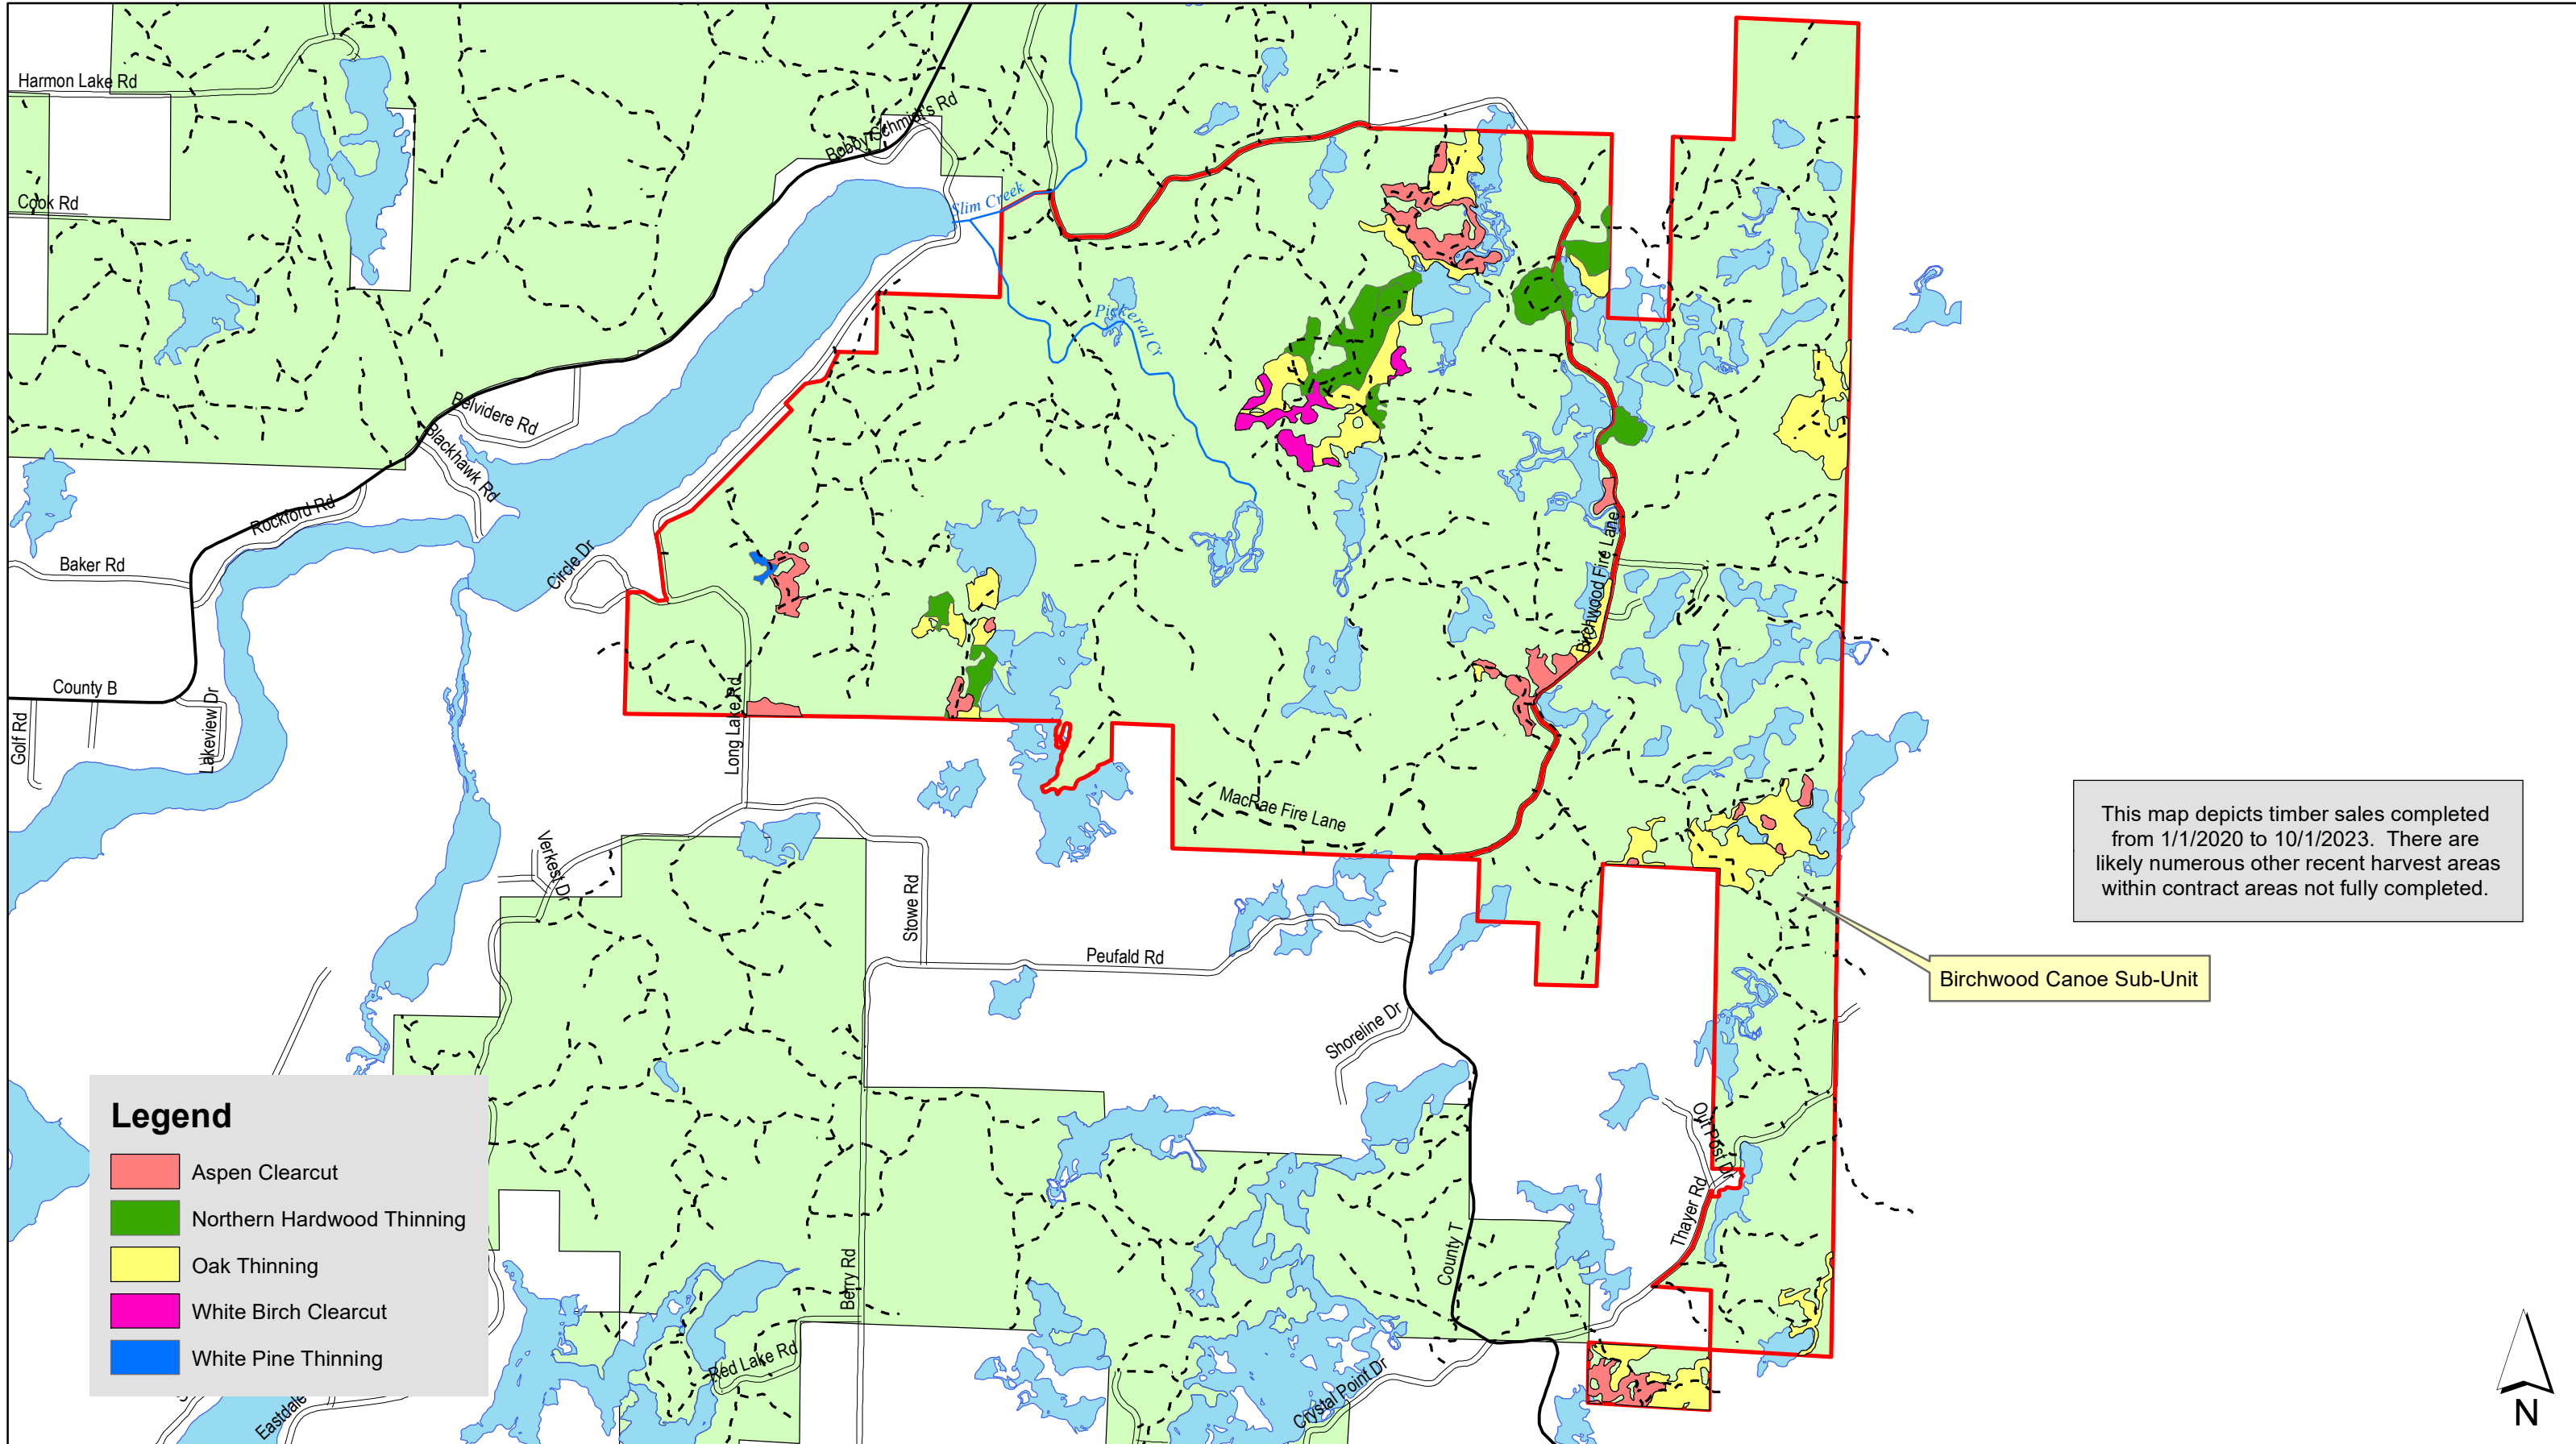 Harmon Lake Rd
Bobby Schmidt's Rd
Cook Rd
Slim Creek
Pickeral Cr
Belvidere Rd
Blackhawk Rd
Rockford Rd
Baker Rd
Circle Dr
Birchwood Fire Lane
County B
Golf Rd
Lakeview Dr
Long Lake Rd
MacRae Fire Lane
This map depicts timber sales completed
from 1/1/2020 to 10/1/2023. There are
likely numerous other recent harvest areas
within contract areas not fully completed.
Verkest Dr
Stowe Rd
Peufald Rd
Birchwood Canoe Sub-Unit
Shoreline Dr
Out Post Dr
Thayer Rd
County T
Berry Rd
Red Lake Rd
Crystal Point Dr
Eastdale
Legend
Aspen Clearcut
Northern Hardwood Thinning
Oak Thinning
White Birch Clearcut
White Pine Thinning
N